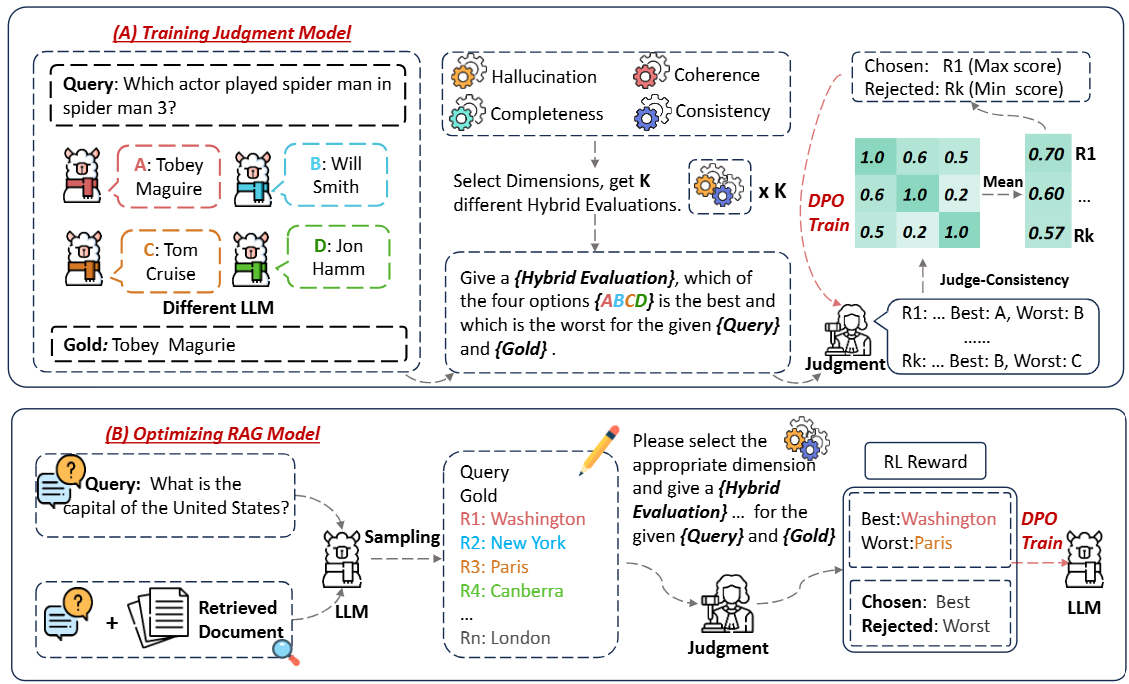 (A) Training Judgment Model
Query: Which actor played spider man in
spider man 3?
A: Tobey
Maguire
B: Will
Smith
C: Tom
Cruise
D: Jon
Hamm
Different LLM
Gold: Tobey Magurie
Hallucination
Coherence
Completeness
Consistency
Select Dimensions, get K
different Hybrid Evaluations.
x K
Give a {Hybrid Evaluation}, which of
the four options {ABCD} is the best and
which is the worst for the given {Query}
and {Gold} .
Chosen: R1 (Max score)
Rejected: Rk (Min score)
DPO
Train
1.0 0.6 0.5
0.6 1.0 0.2
0.5 0.2 1.0
Mean
0.70 R1
0.60 ...
0.57 Rk
Judge-Consistency
Judgment
R1: ... Best: A, Worst: B
......
Rk: ... Best: B, Worst: C
(B) Optimizing RAG Model
Query: What is the
capital of the United States?
+
Retrieved
Document
LLM
Sampling
Query
Gold
R1: Washington
R2: New York
R3: Paris
R4: Canberra
...
Rn: London
Please select the
appropriate dimension
and give a {Hybrid
Evaluation} ... for the
given {Query} and {Gold}
Judgment
RL Reward
Best:Washington
Worst:Paris
Chosen: Best
Rejected: Worst
DPO
Train
LLM